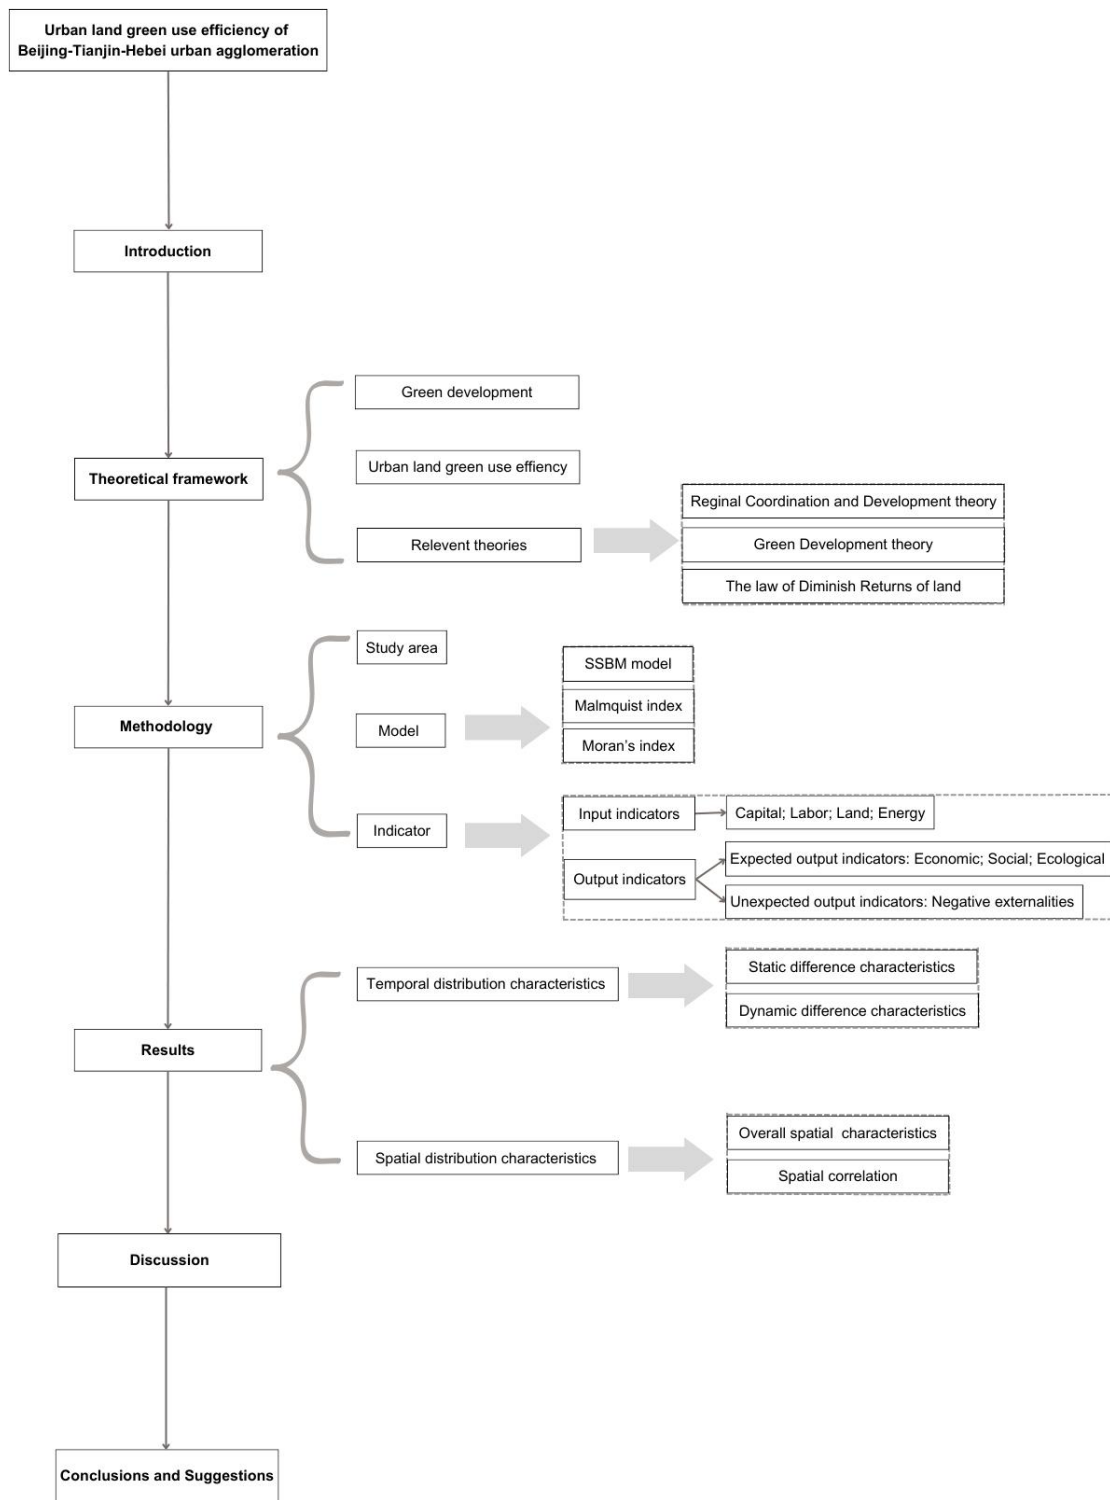 Urban land green use efficiency of
Beijing-Tianjin-Hebei urban agglomeration
Introduction
Theoretical framework
Green development
Urban land green use effiency
Relevent theories
Reginal Coordination and Development theory
Green Development theory
The law of Diminish Returns of land
Methodology
Study area
Model
SSBM model
Malmquist index
Moran's index
Indicator
Input indicators
Capital; Labor; Land; Energy
Output indicators
Expected output indicators: Economic; Social; Ecological
Unexpected output indicators: Negative externalities
Results
Temporal distribution characteristics
Static difference characteristics
Dynamic difference characteristics
Spatial distribution characteristics
Overall spatial  characteristics
Spatial correlation
Discussion
Conclusions and Suggestions